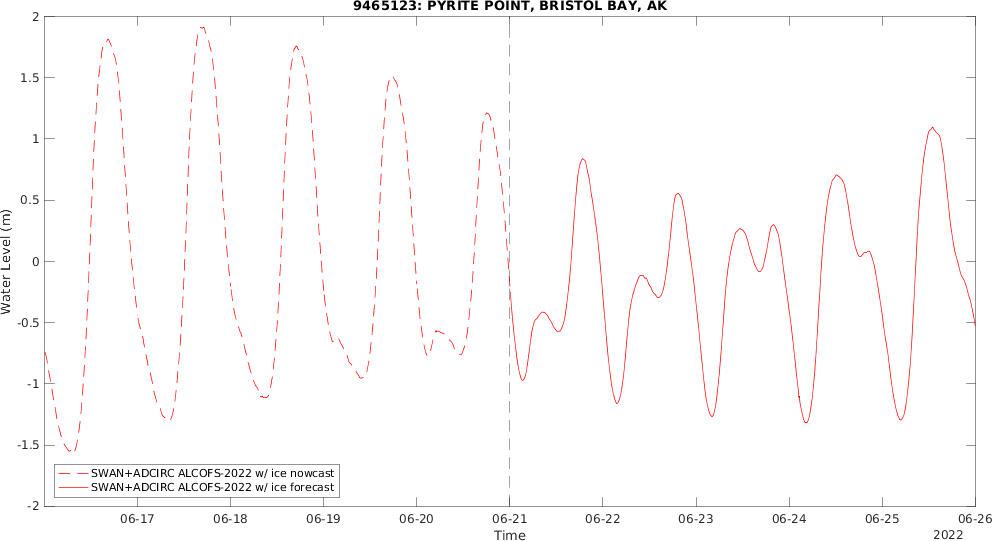 9465123: PYRITE POINT, BRISTOL BAY, AK
2
1.5
1
0.5
0
-0.5
-1
-1.5
-2
Water Level (m)
SWAN+ADCIRC ALCOFS-2022 w/ ice nowcast
SWAN+ADCIRC ALCOFS-2022 w/ ice forecast
06-17 06-18 06-19 06-20 06-21 06-22 06-23 06-24 06-25 06-26
Time
2022